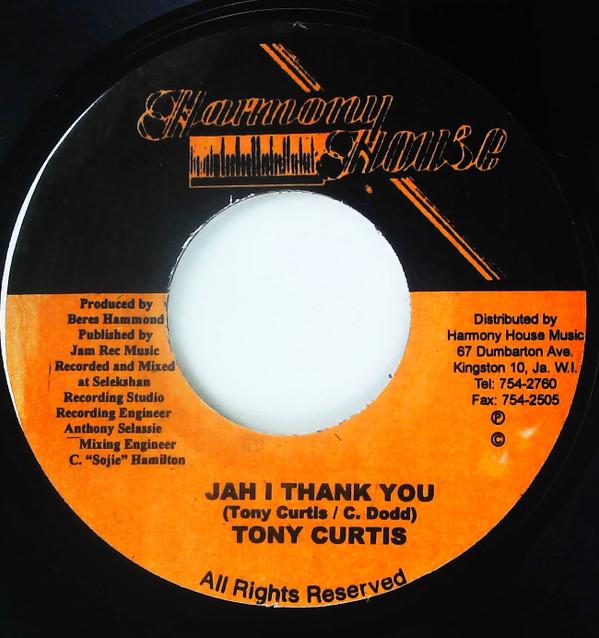 Harmony
House
Produced by
Beres Hammond
Published by
Jam Rec Music
Recorded and Mixed
at Selekshan
Recording Studio
Recording Engineer
Anthony Selassie
Mixing Engineer
C. "Sojie" Hamilton
Distributed by
Harmony House Music
67 Dumbarton Ave.
Kingston 10, Ja. W.I.
Tel: 754-2760
Fax: 754-2505
℗
©
JAH I THANK YOU
(Tony Curtis / C. Dodd)
TONY CURTIS
All Rights Reserved